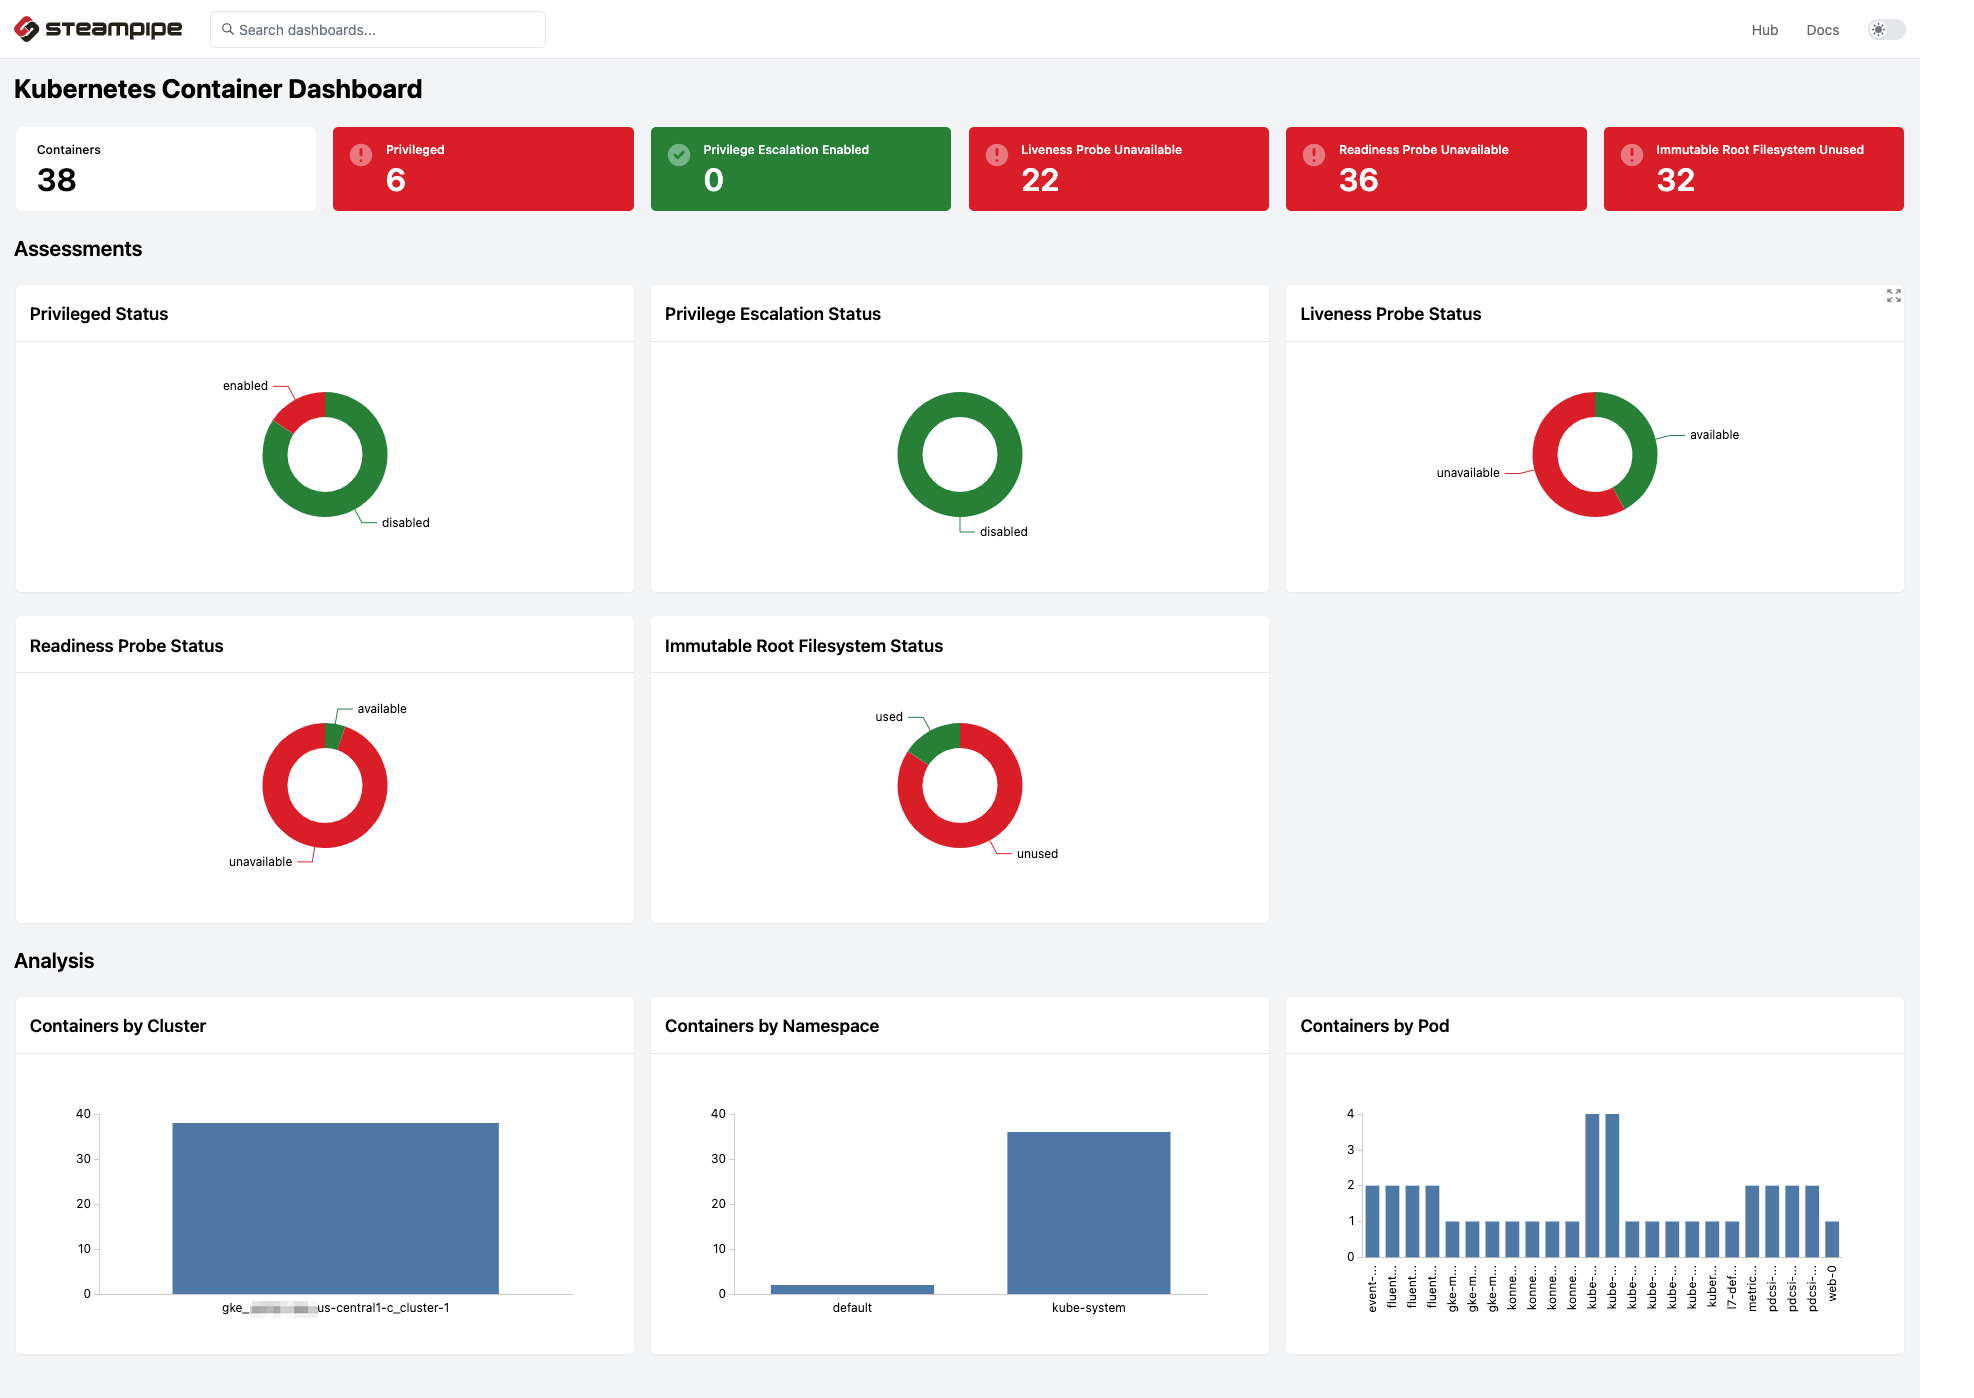 steampipe
Search dashboards...
Hub
Docs
Kubernetes Container Dashboard
Containers
38
Privileged
6
Privilege Escalation Enabled
0
Liveness Probe Unavailable
22
Readiness Probe Unavailable
36
Immutable Root Filesystem Unused
32
Assessments
Privileged Status
enabled
disabled
Privilege Escalation Status
disabled
Liveness Probe Status
available
unavailable
Readiness Probe Status
available
unavailable
Immutable Root Filesystem Status
used
unused
Analysis
Containers by Cluster
40
30
20
10
0
gke_
us-central1-c_cluster-1
Containers by Namespace
40
30
20
10
0
default
kube-system
Containers by Pod
4
3
2
1
0
event-...
fluent...
fluent...
fluent...
gke-m...
gke-m...
gke-m...
konne...
konne...
konne...
konne...
kube-...
kube-...
kube-...
kube-...
kube-...
kube-...
kuber...
l7-def...
metric...
pdcsi-...
pdcsi-...
pdcsi-...
web-0